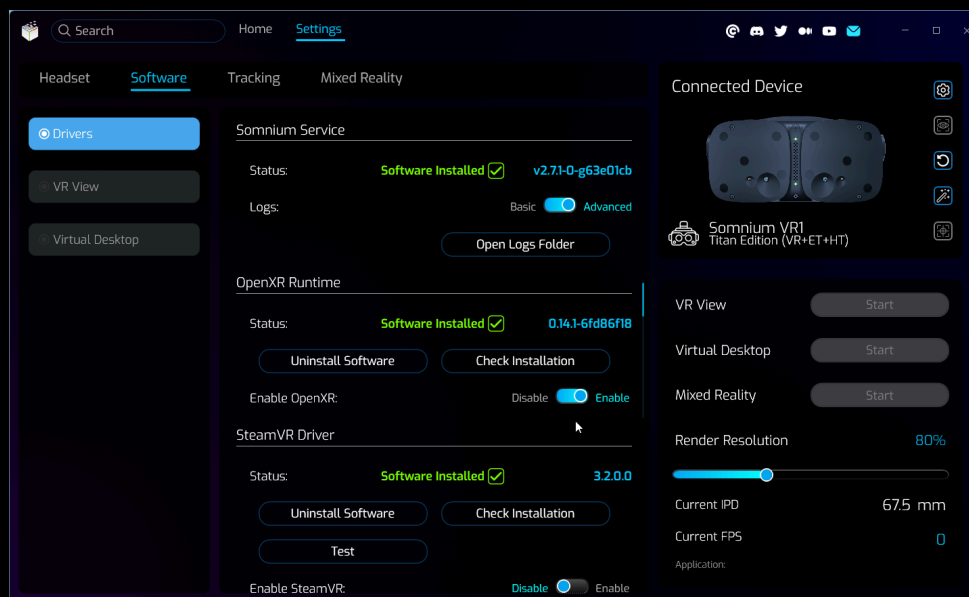 Search
Home
Settings
Headset
Software
Tracking
Mixed Reality
Drivers
VR View
Virtual Desktop
Somnium Service
Status:
Software Installed
v2.7.1-0-g63e01cb
Logs:
Basic
Advanced
Open Logs Folder
OpenXR Runtime
Status:
Software Installed
0.14.1-6fd86f18
Uninstall Software
Check Installation
Enable OpenXR:
Disable
Enable
SteamVR Driver
Status:
Software Installed
3.2.0.0
Uninstall Software
Check Installation
Test
Enable SteamVR:
Disable
Enable
Connected Device
Somnium VR1
Titan Edition (VR+ET+HT)
VR View
Start
Virtual Desktop
Start
Mixed Reality
Start
Render Resolution
80%
Current IPD
67.5 mm
Current FPS
0
Application: